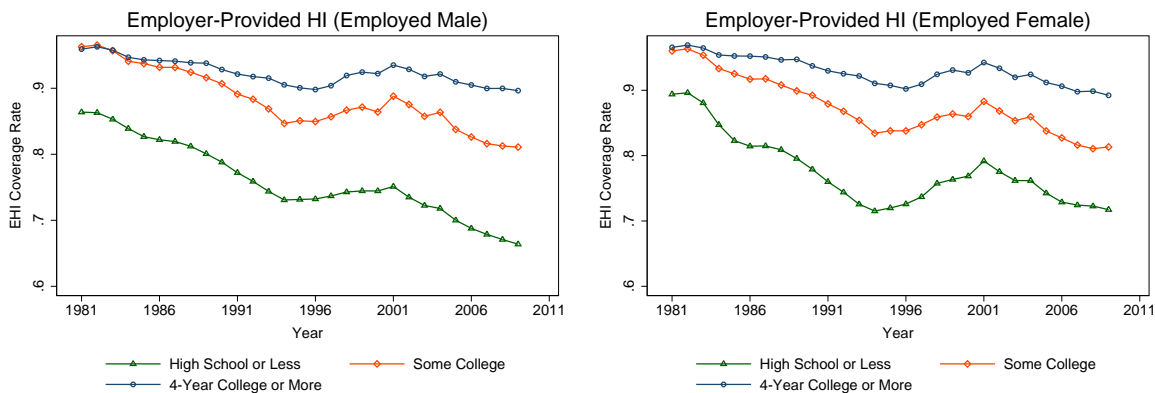 Employer-Provided HI (Employed Male)
EHI Coverage Rate
.9
.8
.7
.6
1981 1986 1991 1996 2001 2006 2011
Year
High School or Less Some College
4-Year College or More
Employer-Provided HI (Employed Female)
EHI Coverage Rate
.9
.8
.7
.6
1981 1986 1991 1996 2001 2006 2011
Year
High School or Less Some College
4-Year College or More